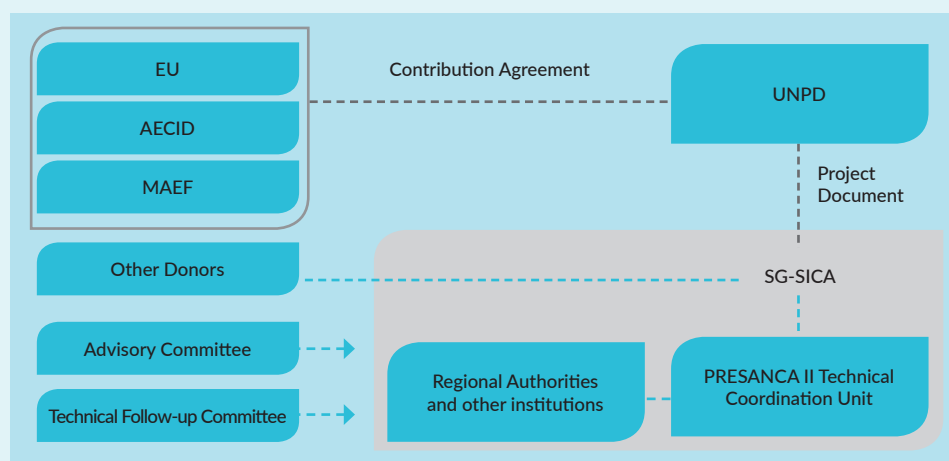 EU
Contribution Agreement
UNPD
AECID
MAEF
Project
Document
Other Donors
SG-SICA
Advisory Committee
Regional Authorities
and other institutions
PRESANCA II Technical
Coordination Unit
Technical Follow-up Committee